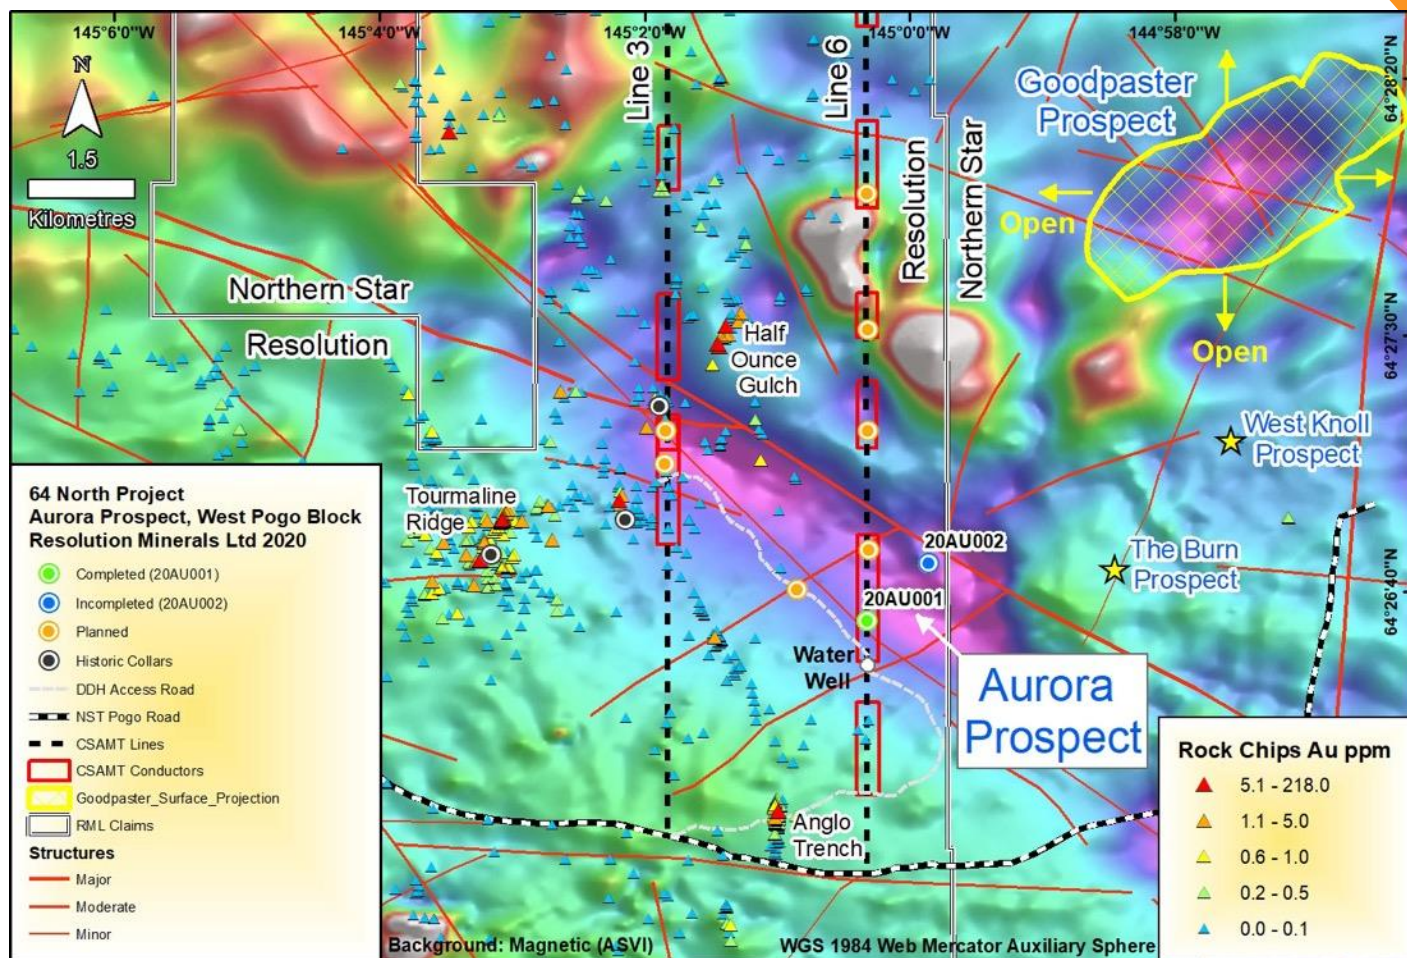 145°6'0"W
145°4'0"W
145°2'0"W
145°0'0"W
144°58'0"W
64°28'20"N
64°27'30"N
64°26'40"N
N
1.5
Kilometres
Line 3
Line 6
Goodpaster
Prospect
Open
Open
Resolution
Northern Star
Northern Star
Resolution
Half
Ounce
Gulch
West Knoll
Prospect
Tourmaline
Ridge
20AU002
The Burn
Prospect
20AU001
Water
Well
Aurora
Prospect
Anglo
Trench
64 North Project
Aurora Prospect, West Pogo Block
Resolution Minerals Ltd 2020
Completed (20AU001)
Incompleted (20AU002)
Planned
Historic Collars
DDH Access Road
NST Pogo Road
CSAMT Lines
CSAMT Conductors
Goodpaster_Surface_Projection
RML Claims
Structures
Major
Moderate
Minor
Rock Chips Au ppm
5.1 - 218.0
1.1 - 5.0
0.6 - 1.0
0.2 - 0.5
0.0 - 0.1
Background: Magnetic (ASVI)
WGS 1984 Web Mercator Auxiliary Sphere